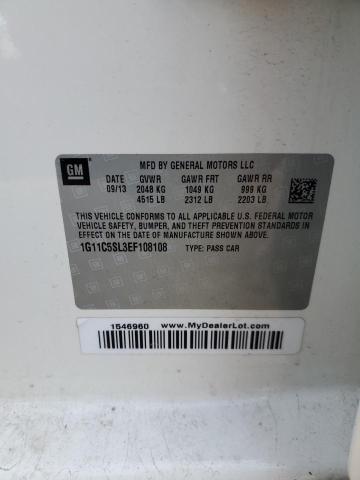 GM
MFD BY GENERAL MOTORS LLC
DATE GVWR GAWR FRT GAWR RR
09/13 2048 KG 1049 KG 999 KG
4515 LB 2312 LB 2203 LB
THIS VEHICLE CONFORMS TO ALL APPLICABLE U.S. FEDERAL MOTOR
VEHICLE SAFETY, BUMPER, AND THEFT PREVENTION STANDARDS
IN EFFECT ON THE DATE OF MANUFACTURE SHOWN ABOVE.
1G11C5SL3EF108108 TYPE: PASS CAR
1546960 www.MyDealerLot.com